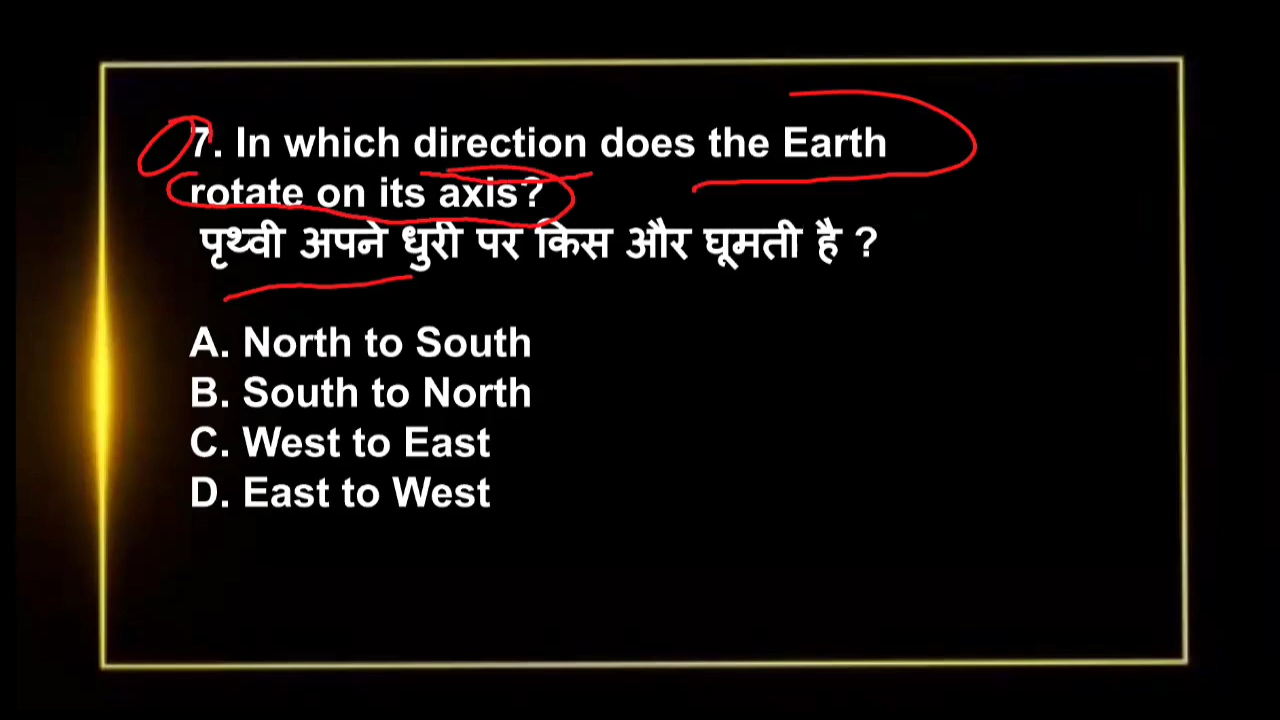 7. In which direction does the Earth
rotate on its axis?
पृथ्वी अपने धुरी पर किस और घूमती है ?
A. North to South
B. South to North
C. West to East
D. East to West